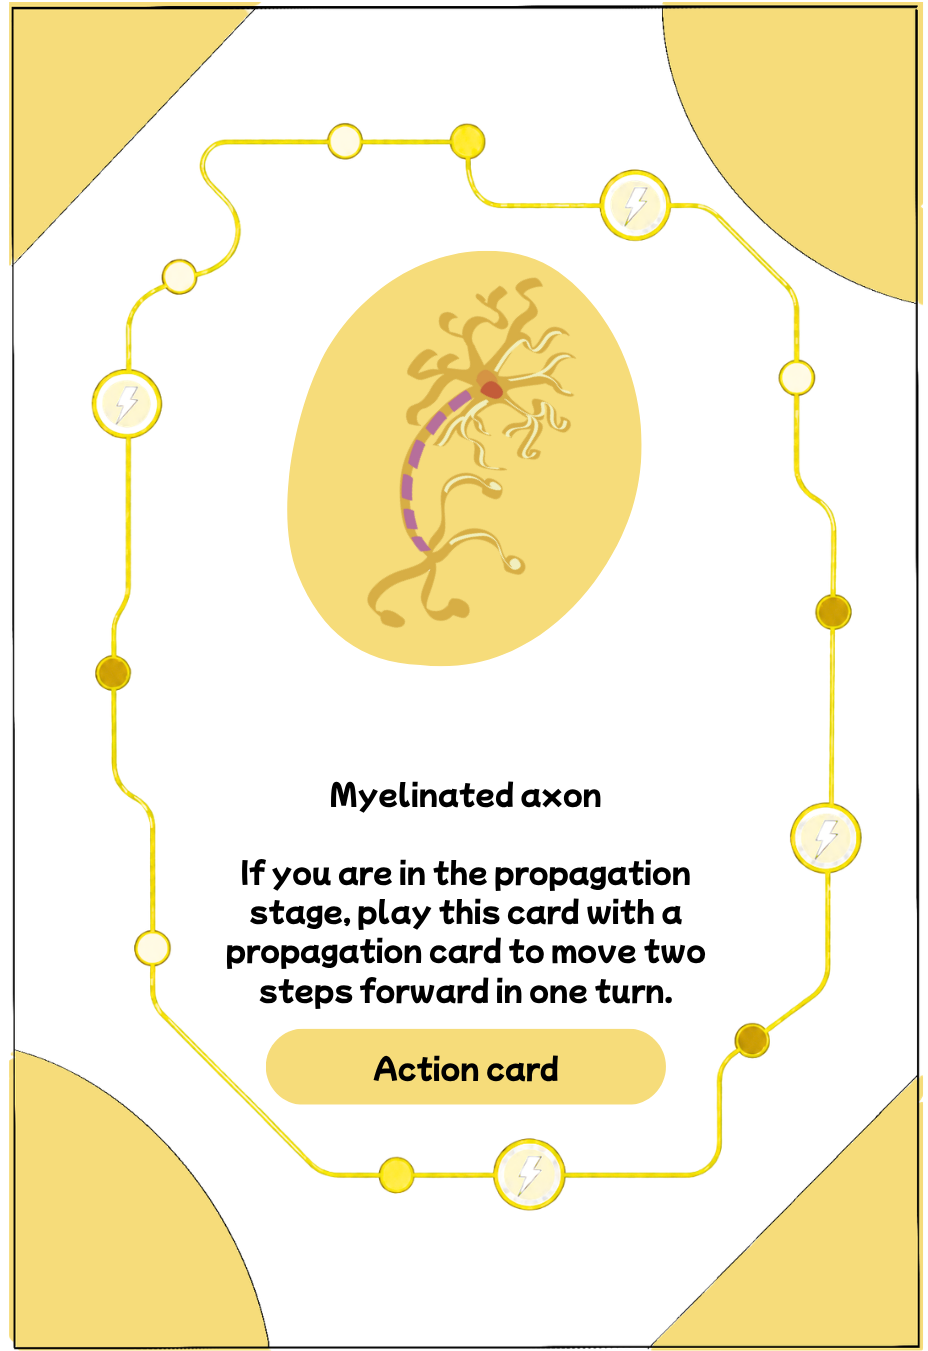 Myelinated axon
If you are in the propagation
stage, play this card with a
propagation card to move two
steps forward in one turn.
Action card